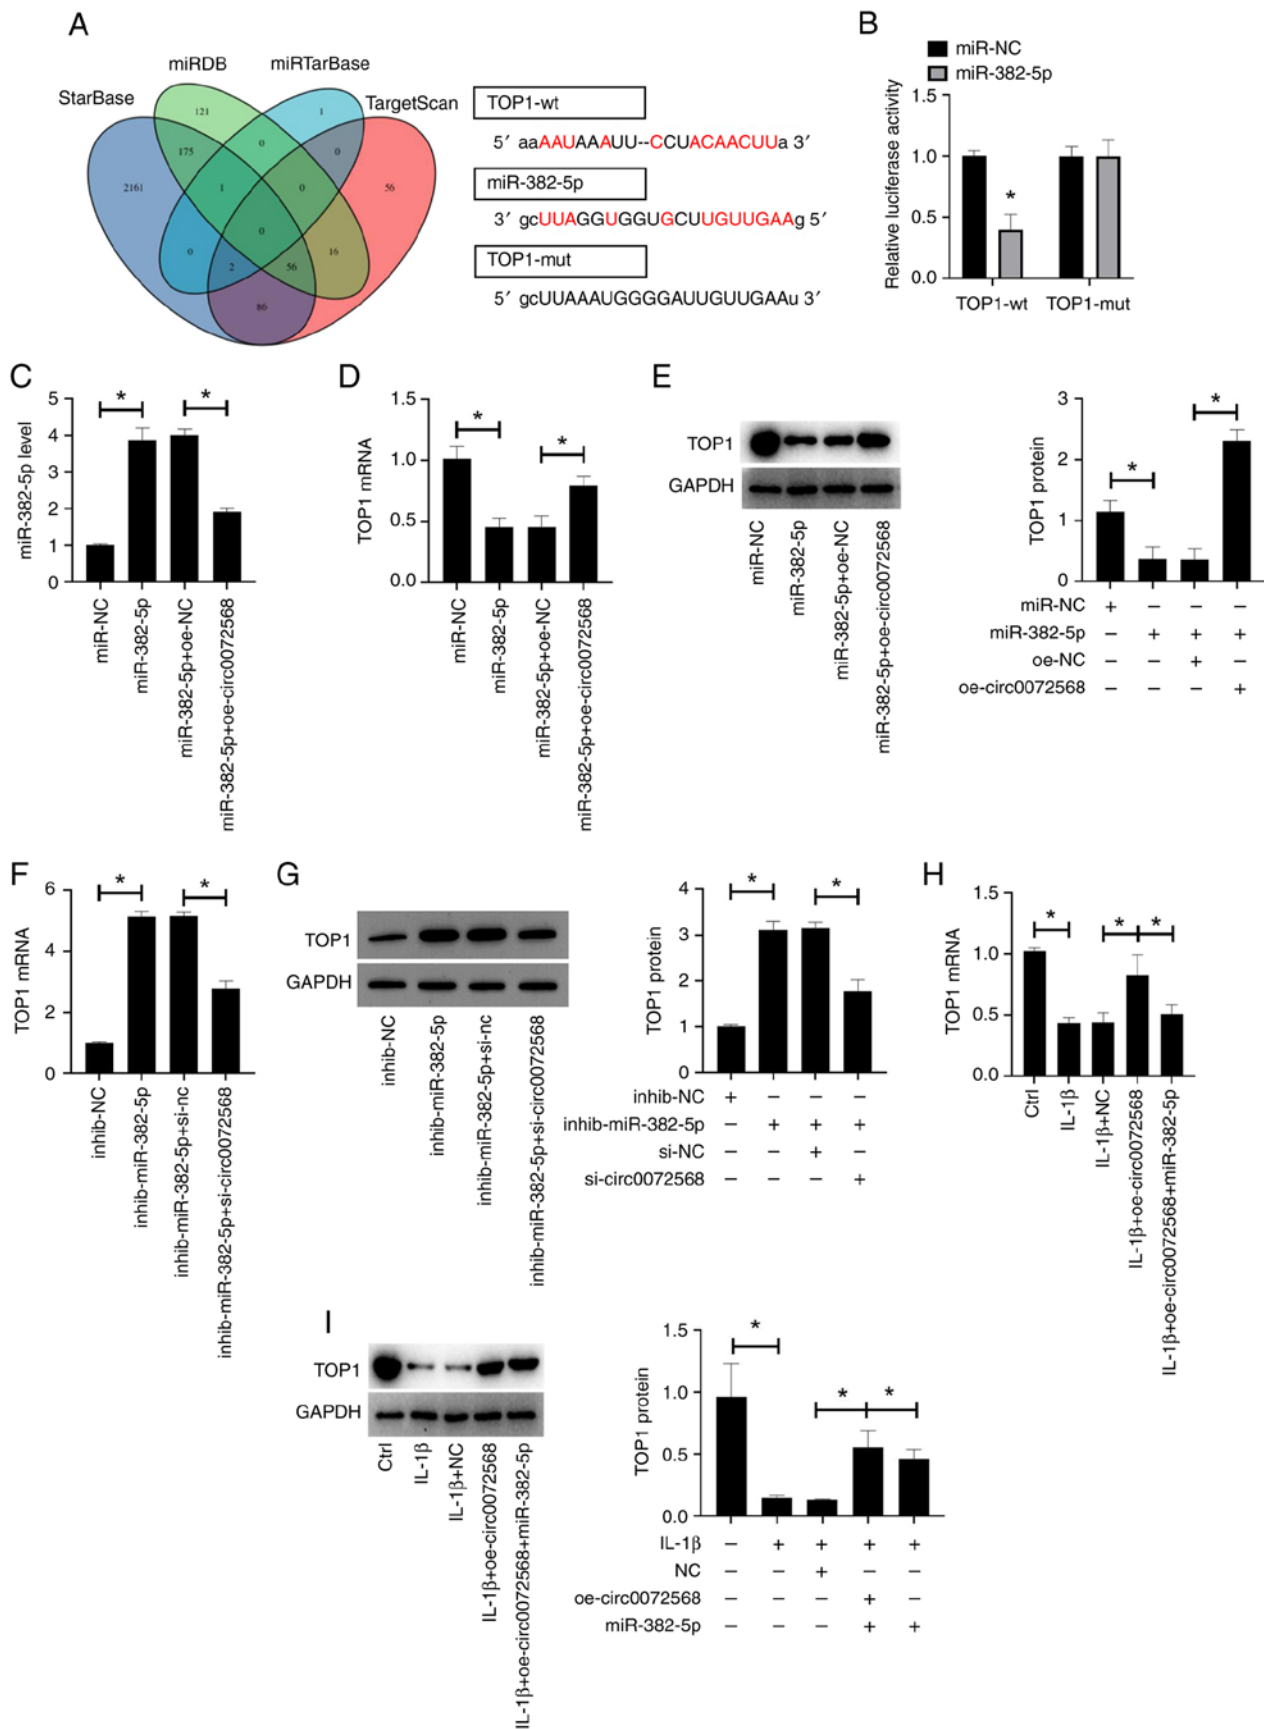 A
StarBase
miRDB
miRTarBase
TargetScan
121
1
175
0
0
2161
1
0
56
0
0
16
2
56
86
TOP1-wt
5′ aaAAUAAAUU--CCUACAACUUa 3′
miR-382-5p
3′ gcUUAGGUGGUGCUUGUUGAAg 5′
TOP1-mut
5′ gcUUAAAUGGGGAUUGUUGAAu 3′
B
miR-NC
miR-382-5p
Relative luciferase activity
1.5
1.0
0.5
0.0
*
TOP1-wt
TOP1-mut
C
miR-382-5p level
5
4
3
2
1
0
* *
miR-NC
miR-382-5p
miR-382-5p+oe-NC
miR-382-5p+oe-circ0072568
D
TOP1 mRNA
1.5
1.0
0.5
0.0
* *
miR-NC
miR-382-5p
miR-382-5p+oe-NC
miR-382-5p+oe-circ0072568
E
TOP1
GAPDH
miR-NC
miR-382-5p
miR-382-5p+oe-NC
miR-382-5p+oe-circ0072568
TOP1 protein
3
2
1
0
* *
miR-NC + − − −
miR-382-5p − + + +
oe-NC − − + −
oe-circ0072568 − − − +
F
TOP1 mRNA
6
4
2
0
* *
inhib-NC
inhib-miR-382-5p
inhib-miR-382-5p+si-nc
inhib-miR-382-5p+si-circ0072568
G
TOP1
GAPDH
inhib-NC
inhib-miR-382-5p
inhib-miR-382-5p+si-nc
inhib-miR-382-5p+si-circ0072568
TOP1 protein
4
3
2
1
0
* *
inhib-NC + − − −
inhib-miR-382-5p − + + +
si-NC − − + −
si-circ0072568 − − − +
H
TOP1 mRNA
1.5
1.0
0.5
0.0
* * *
Ctrl
IL-1β
IL-1β+NC
IL-1β+oe-circ0072568
IL-1β+oe-circ0072568+miR-382-5p
I
TOP1
GAPDH
Ctrl
IL-1β
IL-1β+NC
IL-1β+oe-circ0072568
IL-1β+oe-circ0072568+miR-382-5p
TOP1 protein
1.5
1.0
0.5
0.0
* * *
IL-1β − + + + +
NC − − + − −
oe-circ0072568 − − − + −
miR-382-5p − − − + +